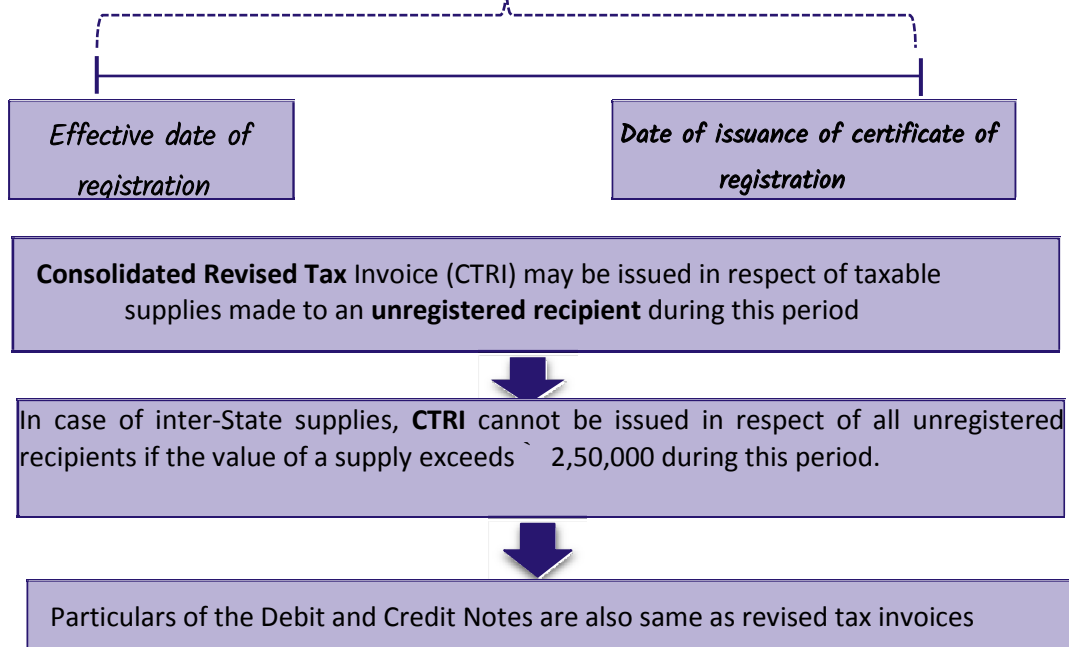 Effective date of
registration
Date of issuance of certificate of
registration
Consolidated Revised Tax Invoice (CTRI) may be issued in respect of taxable
supplies made to an unregistered recipient during this period
In case of inter-State supplies, CTRI cannot be issued in respect of all unregistered
recipients if the value of a supply exceeds ` 2,50,000 during this period.
Particulars of the Debit and Credit Notes are also same as revised tax invoices